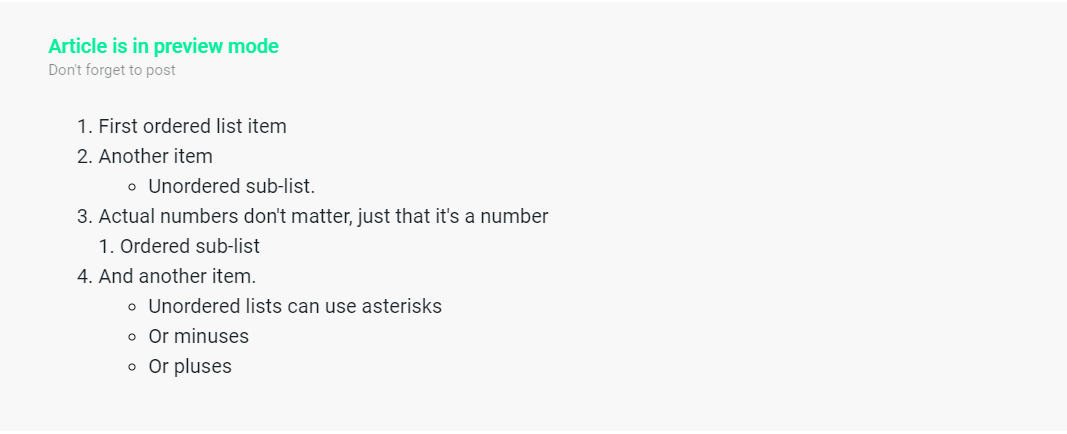 Article is in preview mode
Don't forget to post
1. First ordered list item
2. Another item
◦ Unordered sub-list.
3. Actual numbers don't matter, just that it's a number
1. Ordered sub-list
4. And another item.
◦ Unordered lists can use asterisks
◦ Or minuses
◦ Or pluses